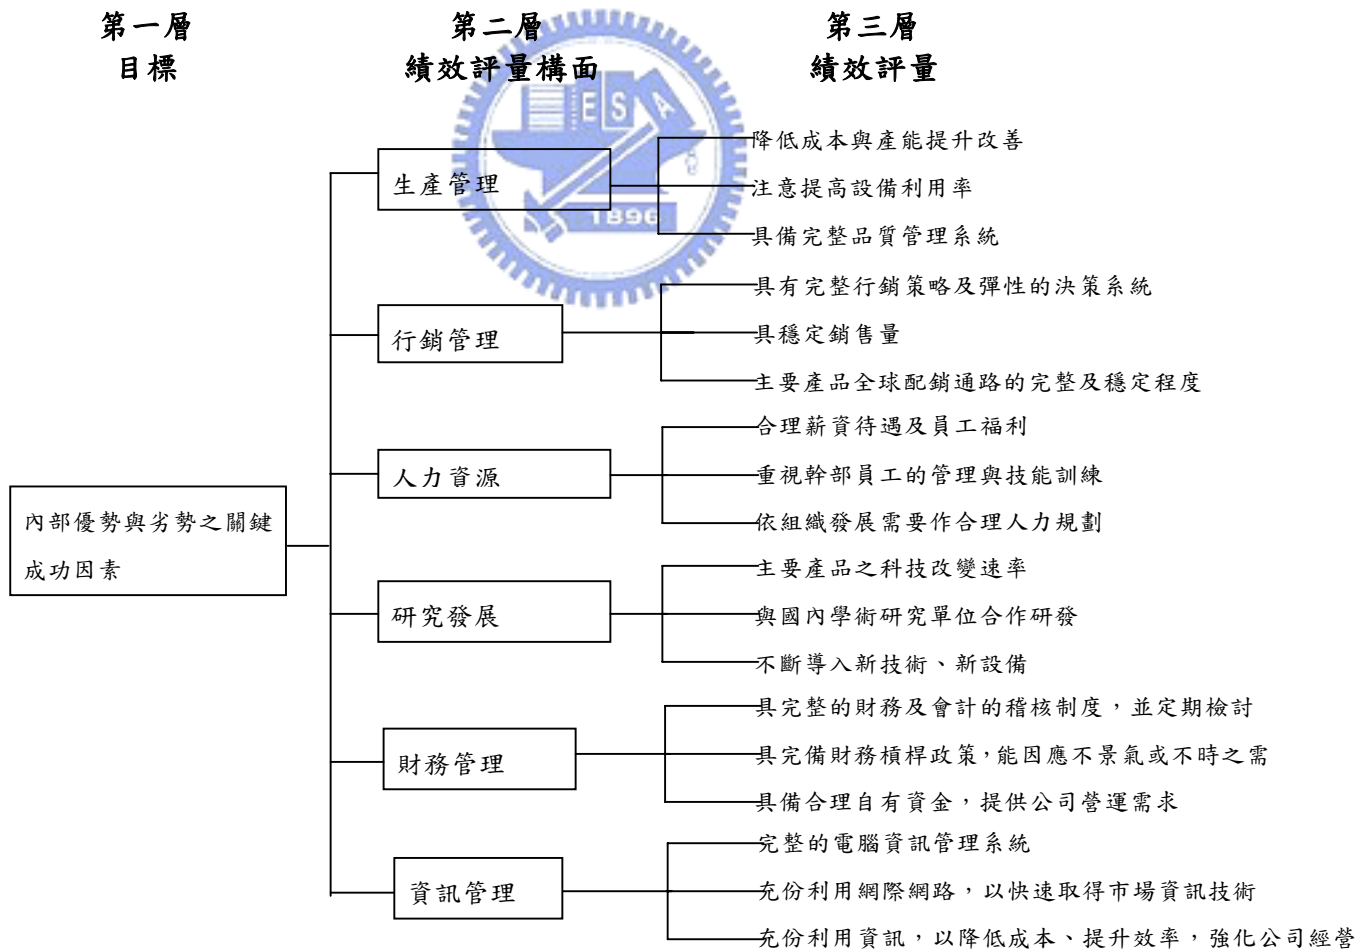 第一層
目標
第二層
績效評量構面
第三層
績效評量
ESA
1896
內部優勢與劣勢之關鍵
成功因素
生產管理
降低成本與產能提升改善
注意提高設備利用率
具備完整品質管理系統
行銷管理
具有完整行銷策略及彈性的決策系統
具穩定銷售量
主要產品全球配銷通路的完整及穩定程度
人力資源
合理薪資待遇及員工福利
重視幹部員工的管理與技能訓練
依組織發展需要作合理人力規劃
研究發展
主要產品之科技改變速率
與國內學術研究單位合作研發
不斷導入新技術、新設備
財務管理
具完整的財務及會計的稽核制度，並定期檢討
具完備財務槓桿政策，能因應不景氣或不時之需
具備合理自有資金，提供公司營運需求
資訊管理
完整的電腦資訊管理系統
充份利用網際網路，以快速取得市場資訊技術
充份利用資訊，以降低成本、提升效率，強化公司經營